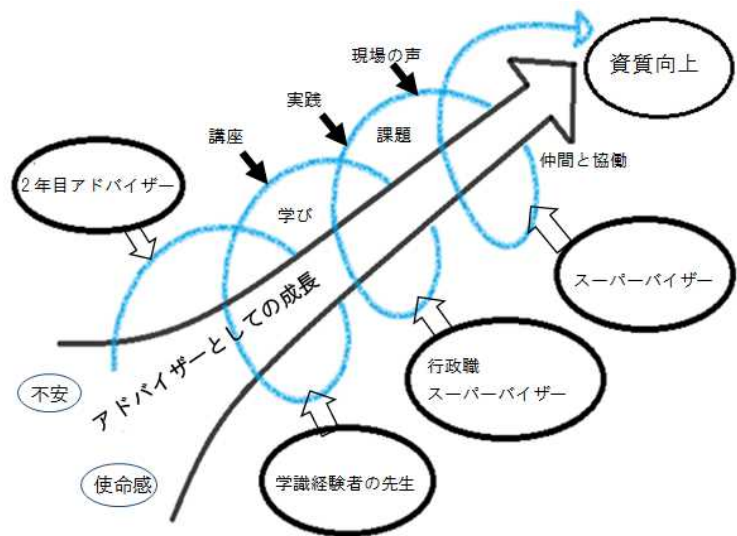 現場の声
資質向上
実践
課題
講座
仲間と協働
2年目アドバイザー
学び
スーパーバイザー
アドバイザーとしての成長
行政職
スーパーバイザー
不安
使命感
学識経験者の先生